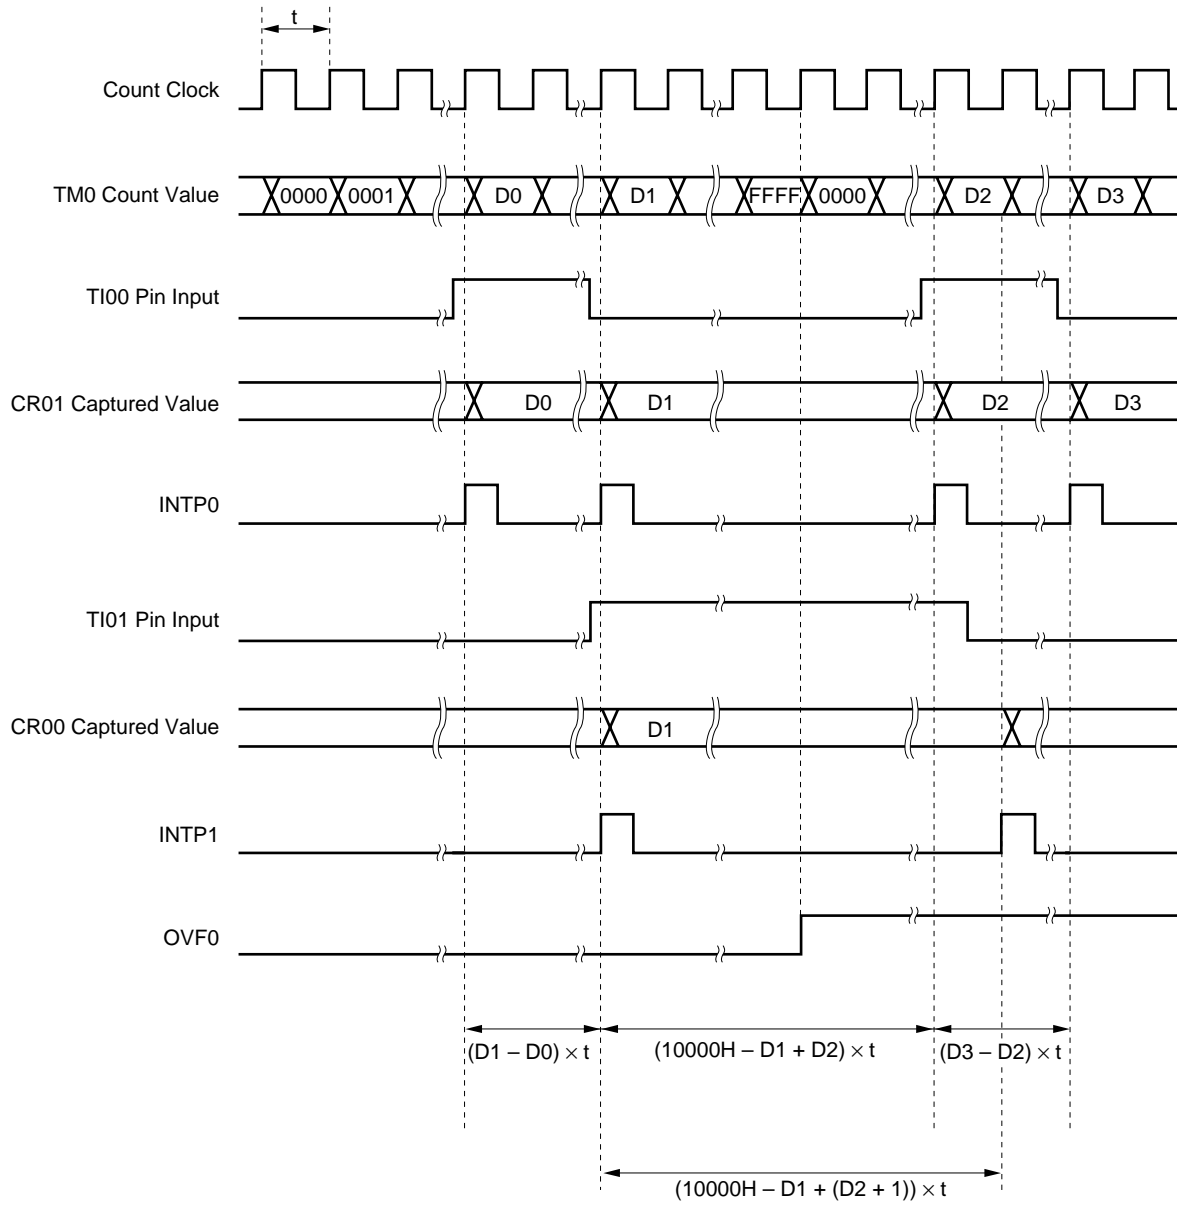 t
Count Clock
TM0 Count Value 0000 0001 D0 D1 FFFF 0000 D2 D3
TI00 Pin Input
CR01 Captured Value D0 D1 D2 D3
INTP0
TI01 Pin Input
CR00 Captured Value D1
INTP1
OVF0
(D1 – D0) × t (10000H – D1 + D2) × t (D3 – D2) × t
(10000H – D1 + (D2 + 1)) × t